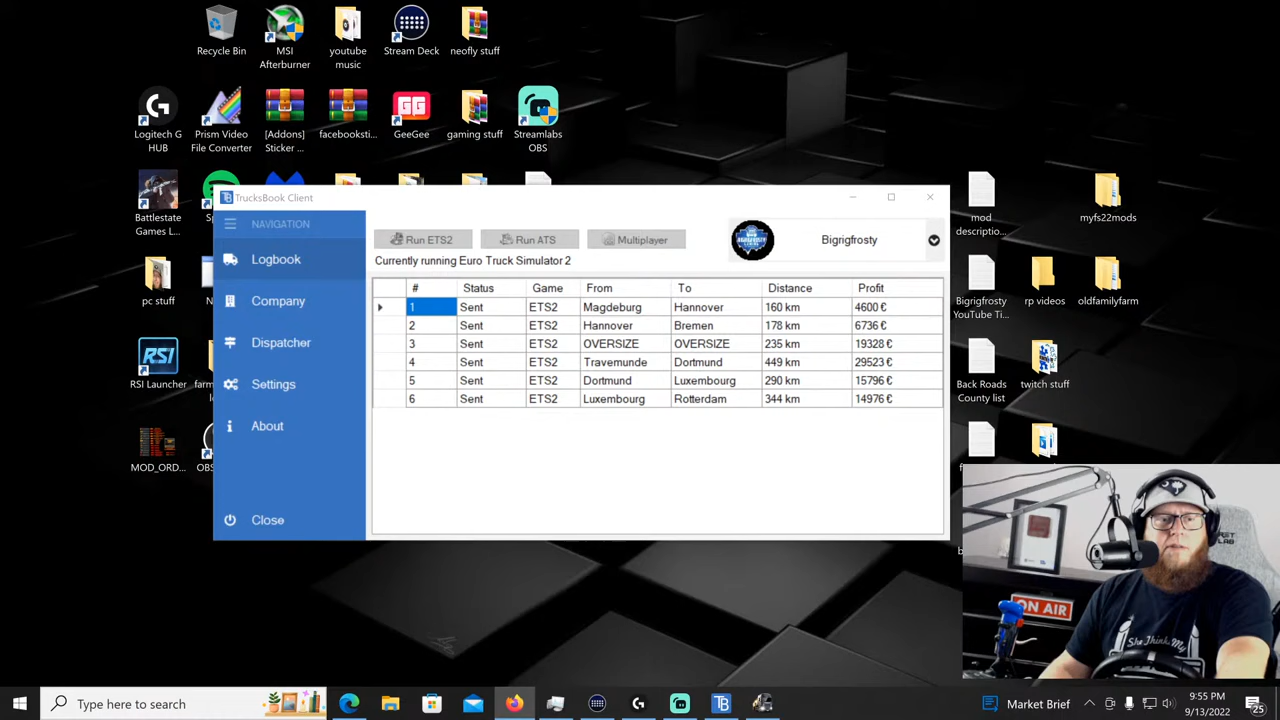 Recycle Bin
MSI Afterburner
youtube music
Stream Deck
neofly stuff
Logitech G HUB
Prism Video File Converter
[Addons] Sticker ...
facebooksti...
GeeGee
gaming stuff
Streamlabs OBS
Battlestate Games L...
mod descriptio...
myfs22mods
TrucksBook Client
NAVIGATION
Logbook
Company
Dispatcher
Settings
About
Close
Run ETS2
Run ATS
Multiplayer
Bigrigfrosty
Currently running Euro Truck Simulator 2
# Status Game From To Distance Profit
1 Sent ETS2 Magdeburg Hannover 160 km 4600 €
2 Sent ETS2 Hannover Bremen 178 km 6736 €
3 Sent ETS2 OVERSIZE OVERSIZE 235 km 19328 €
4 Sent ETS2 Travemunde Dortmund 449 km 29523 €
5 Sent ETS2 Dortmund Luxembourg 290 km 15796 €
6 Sent ETS2 Luxembourg Rotterdam 344 km 14976 €
pc stuff
Bigrigfrosty YouTube Ti...
rp videos
oldfamilyfarm
RSI
RSI Launcher
Back Roads County list
twitch stuff
MOD_ORD...
ON AIR
She Thinks My
Type here to search
Market Brief
9:55 PM
9/13/2022
25